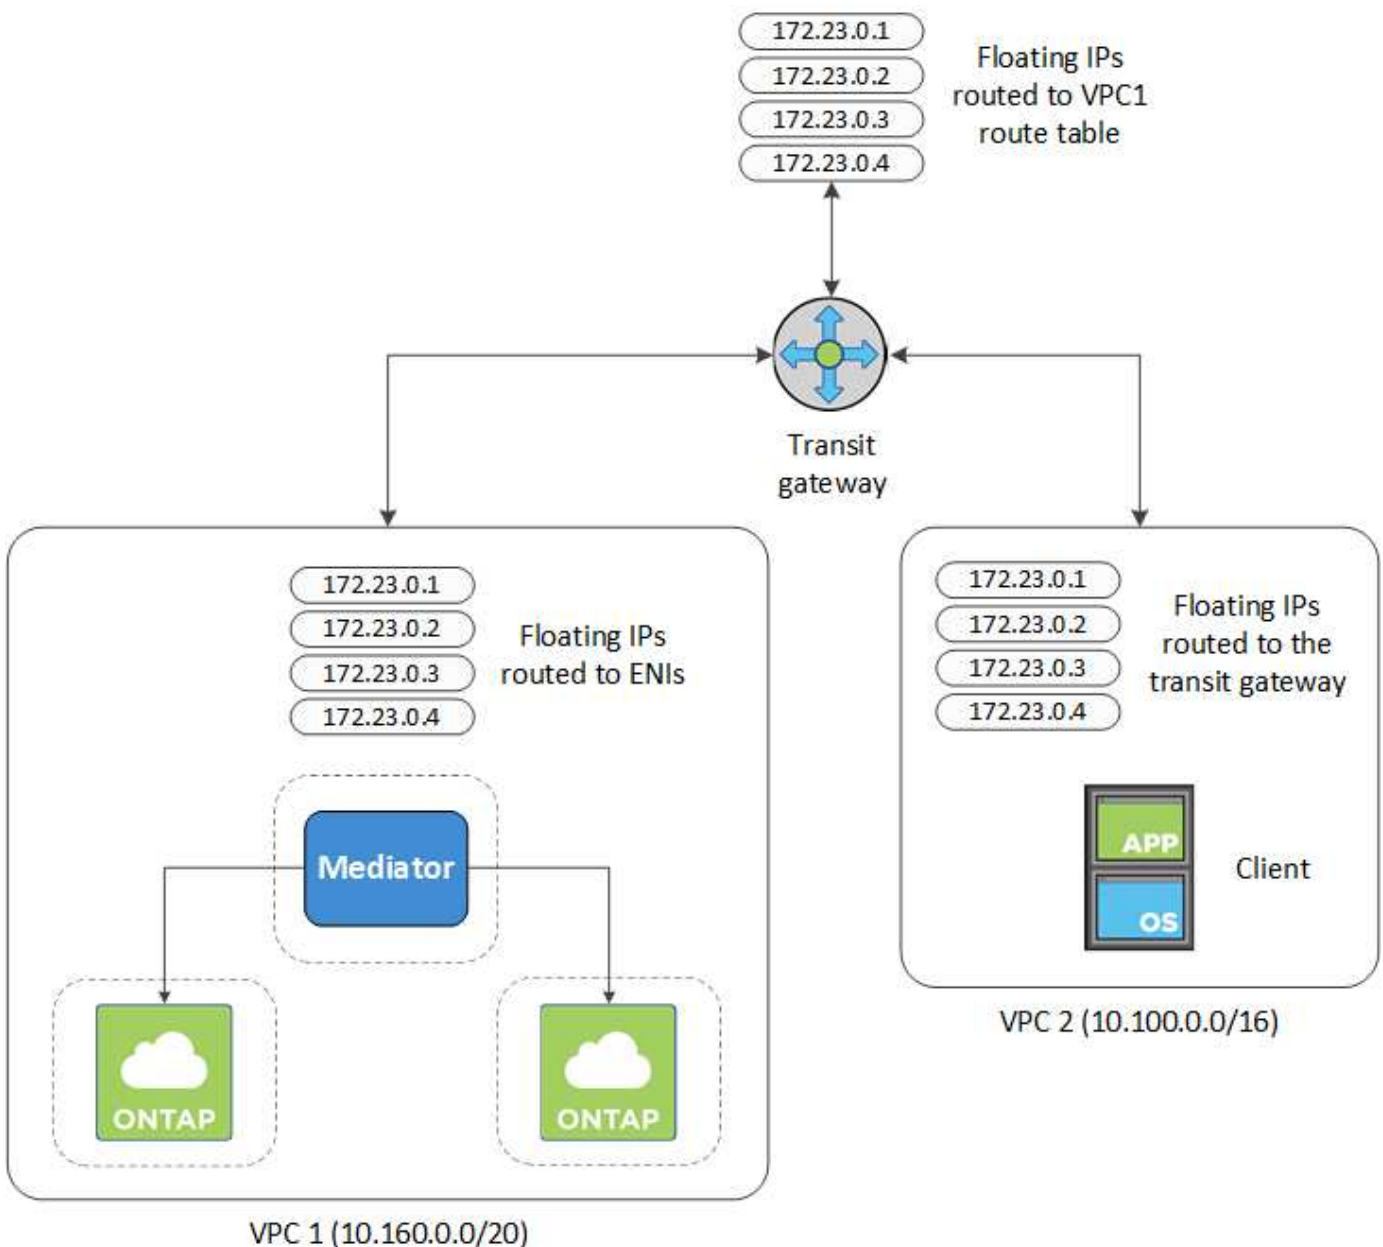 172.23.0.1
172.23.0.2
172.23.0.3
172.23.0.4
Floating IPs
routed to VPC1
route table
Transit
gateway
172.23.0.1
172.23.0.2
172.23.0.3
172.23.0.4
Floating IPs
routed to ENIs
Mediator
ONTAP
ONTAP
VPC 1 (10.160.0.0/20)
172.23.0.1
172.23.0.2
172.23.0.3
172.23.0.4
Floating IPs
routed to the
transit gateway
APP
OS
Client
VPC 2 (10.100.0.0/16)